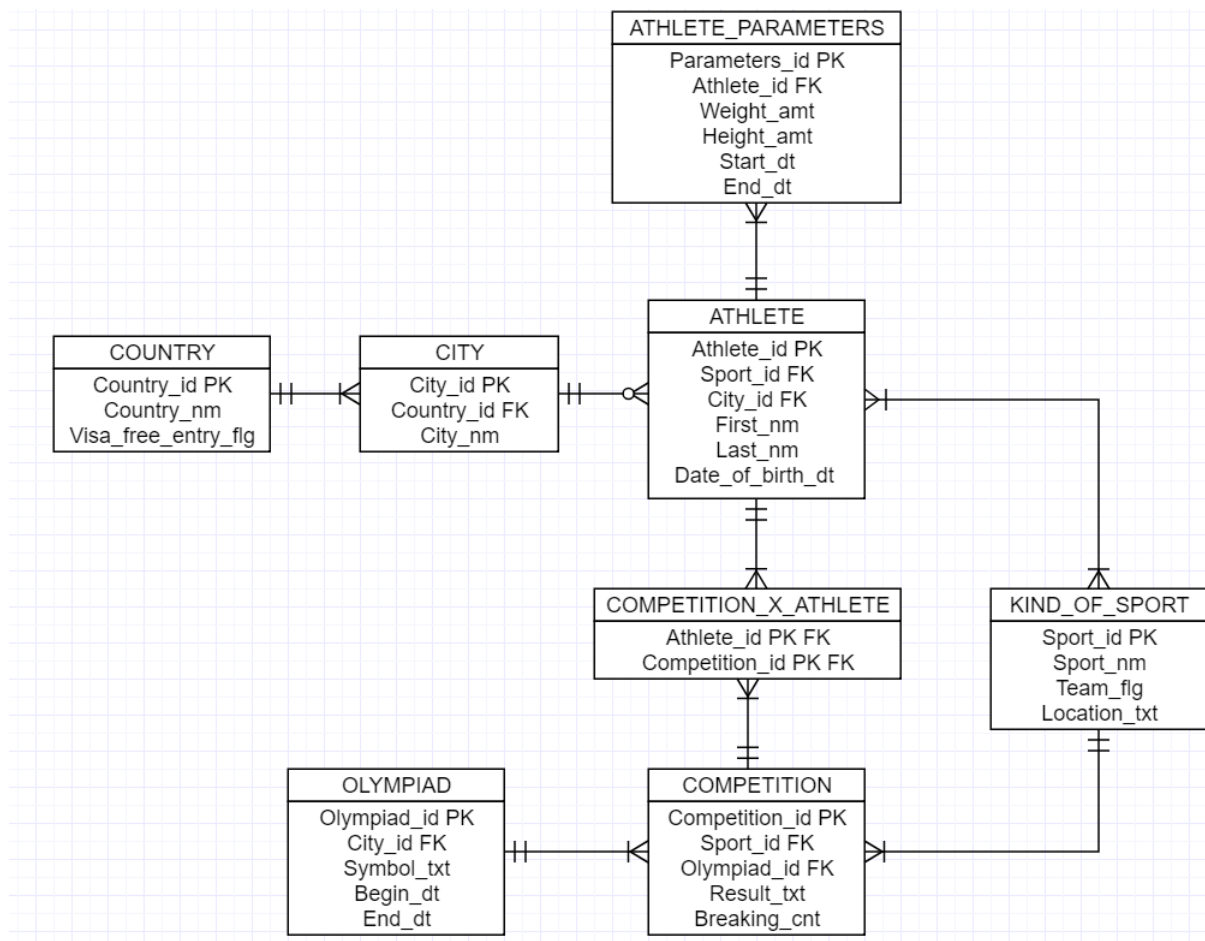 ATHLETE_PARAMETERS
Parameters_id PK
Athlete_id FK
Weight_amt
Height_amt
Start_dt
End_dt
COUNTRY
Country_id PK
Country_nm
Visa_free_entry_flg
CITY
City_id PK
Country_id FK
City_nm
ATHLETE
Athlete_id PK
Sport_id FK
City_id FK
First_nm
Last_nm
Date_of_birth_dt
COMPETITION_X_ATHLETE
Athlete_id PK FK
Competition_id PK FK
KIND_OF_SPORT
Sport_id PK
Sport_nm
Team_flg
Location_txt
OLYMPIAD
Olympiad_id PK
City_id FK
Symbol_txt
Begin_dt
End_dt
COMPETITION
Competition_id PK
Sport_id FK
Olympiad_id FK
Result_txt
Breaking_cnt